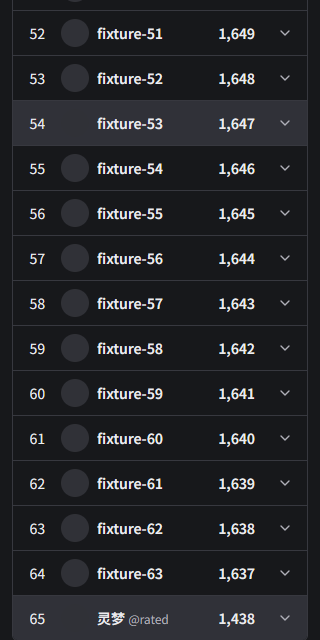 52 fixture-51 1,649
53 fixture-52 1,648
54 fixture-53 1,647
55 fixture-54 1,646
56 fixture-55 1,645
57 fixture-56 1,644
58 fixture-57 1,643
59 fixture-58 1,642
60 fixture-59 1,641
61 fixture-60 1,640
62 fixture-61 1,639
63 fixture-62 1,638
64 fixture-63 1,637
65 灵梦 @rated 1,438